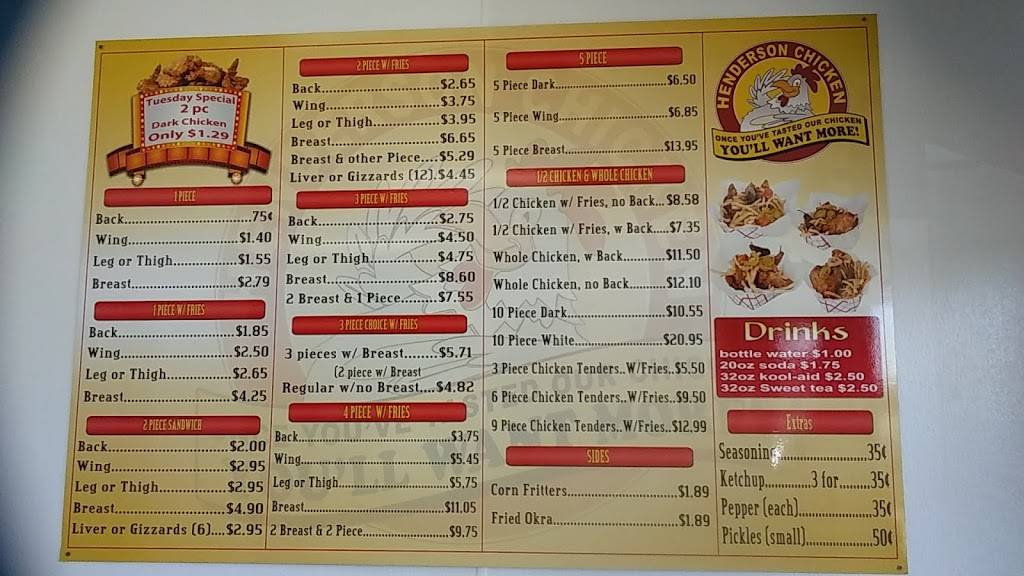 Tuesday Special
2 pc
Dark Chicken
Only $1.29
1 PIECE
Back.....75¢
Wing.....$1.40
Leg or Thigh.....$1.55
Breast.....$2.79
1 PIECE W/ FRIES
Back.....$1.85
Wing.....$2.50
Leg or Thigh.....$2.65
Breast.....$4.25
2 PIECE SANDWICH
Back.....$2.00
Wing.....$2.95
Leg or Thigh.....$2.95
Breast.....$4.90
Liver or Gizzards (6)....$2.95
2 PIECE W/ FRIES
Back.....$2.65
Wing.....$3.75
Leg or Thigh.....$3.95
Breast.....$6.65
Breast & other Piece....$5.29
Liver or Gizzards (12).$4.45
3 PIECE W/ FRIES
Back.....$2.75
Wing.....$4.50
Leg or Thigh.....$4.75
Breast.....$8.60
2 Breast & 1 Piece.....$7.55
3 PIECE CHOICE W/ FRIES
3 pieces w/ Breast.....$5.71
(2 piece w/ Breast
Regular w/no Breast....$4.82
4 PIECE W/ FRIES
Back.....$3.75
Wing.....$5.45
Leg or Thigh.....$5.75
Breast.....$11.05
2 Breast & 2 Piece.....$9.75
5 PIECE
5 Piece Dark.....$6.50
5 Piece Wing.....$6.85
5 Piece Breast.....$13.95
1/2 CHICKEN & WHOLE CHICKEN
1/2 Chicken w/ Fries, no Back...$8.58
1/2 Chicken w/ Fries, w Back.....$7.35
Whole Chicken, w Back.....$11.50
Whole Chicken, no Back.....$12.10
10 Piece Dark.....$10.55
10 Piece White.....$20.95
3 Piece Chicken Tenders..W/Fries..$5.50
6 Piece Chicken Tenders..W/Fries..$9.50
9 Piece Chicken Tenders..W/Fries..$12.99
SIDES
Corn Fritters.....$1.89
Fried Okra.....$1.89
HENDERSON CHICKEN
ONCE YOU'VE TASTED OUR CHICKEN
YOU'LL WANT MORE!
Drinks
bottle water $1.00
20oz soda $1.75
32oz kool-aid $2.50
32oz Sweet tea $2.50
Extras
Seasoning.....35¢
Ketchup.....3 for.....35¢
Pepper (each).....35¢
Pickles (small).....50¢